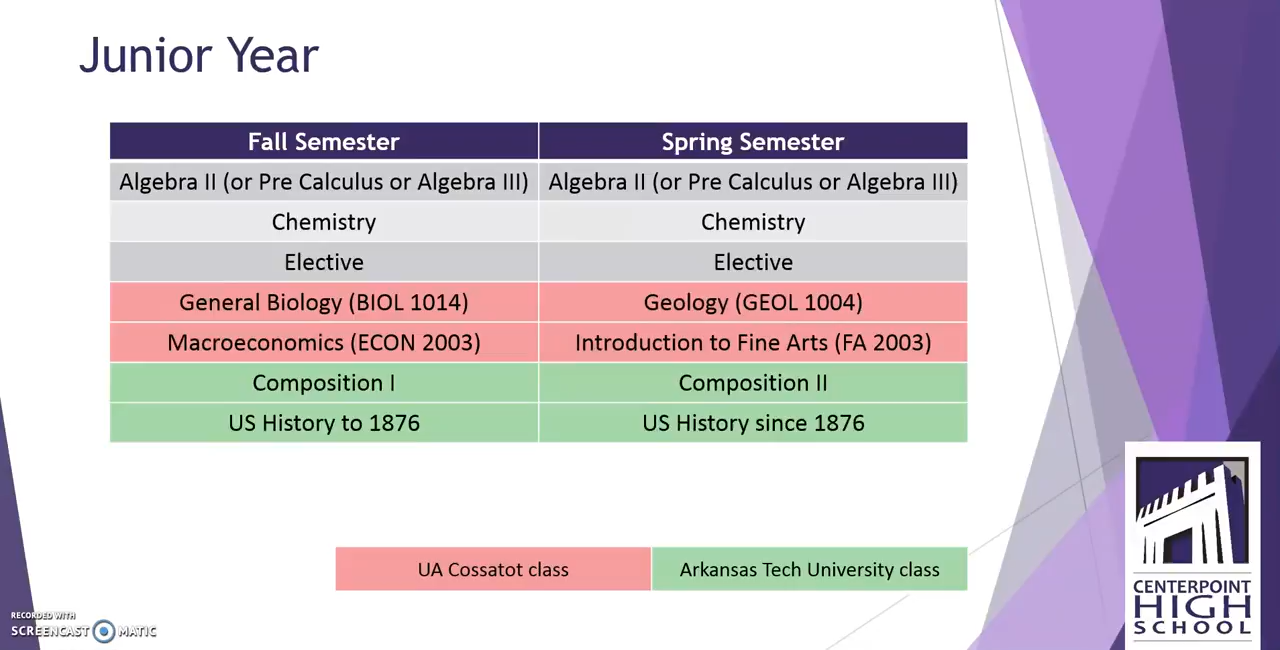 Junior Year
Fall Semester Spring Semester
Algebra II (or Pre Calculus or Algebra III) Algebra II (or Pre Calculus or Algebra III)
Chemistry Chemistry
Elective Elective
General Biology (BIOL 1014) Geology (GEOL 1004)
Macroeconomics (ECON 2003) Introduction to Fine Arts (FA 2003)
Composition I Composition II
US History to 1876 US History since 1876
UA Cossatot class Arkansas Tech University class
CENTERPOINT
HIGH
SCHOOL
RECORDED WITH
SCREENCAST MATIC